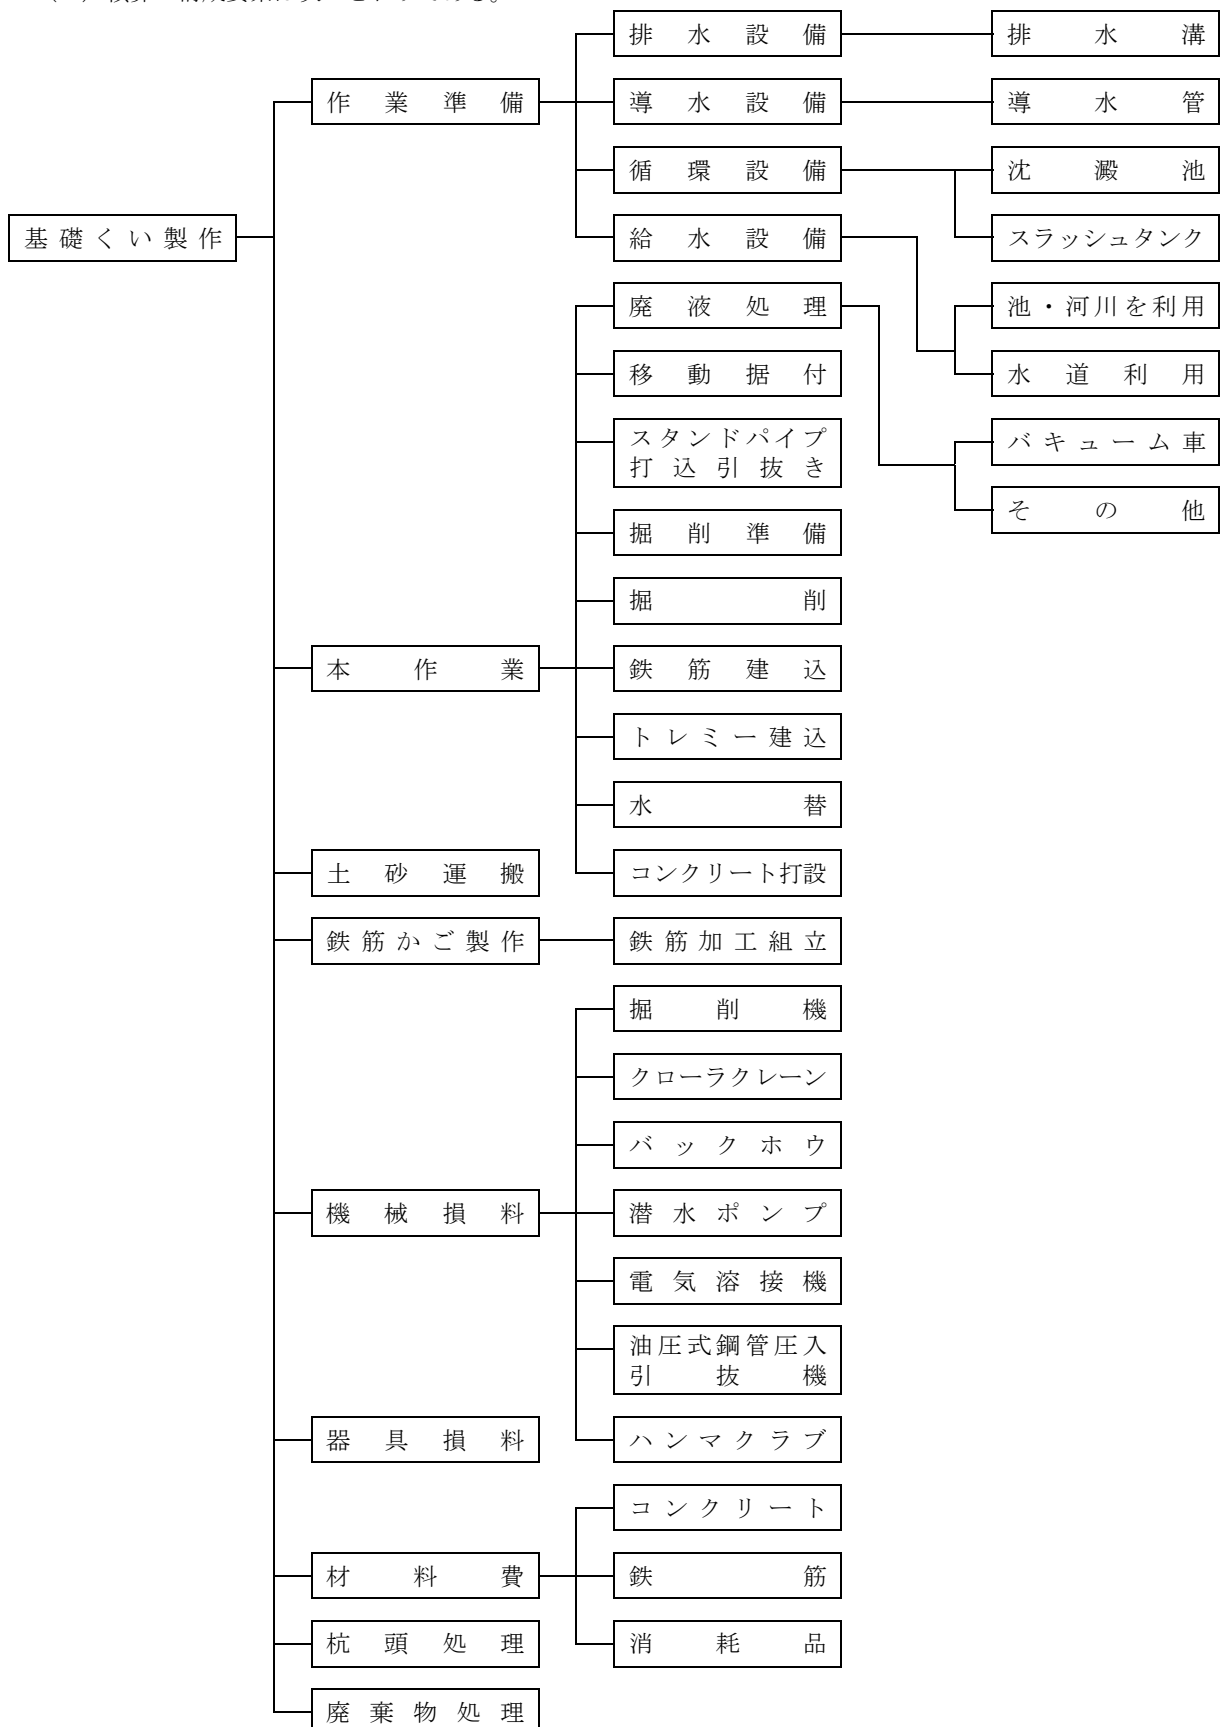 排水設備
排水溝
作業準備
導水設備
導水管
循環設備
沈澱池
基礎くい製作
給水設備
スラッシュタンク
廃液処理
池・河川を利用
移動据付
水道利用
スタンドパイプ
打込引抜き
バキューム車
掘削準備
その他
掘削
本作業
鉄筋建込
トレミー建込
水替
土砂運搬
コンクリート打設
鉄筋かご製作
鉄筋加工組立
掘削機
クローラクレーン
バックホウ
機械損料
潜水ポンプ
電気溶接機
油圧式鋼管圧入
引抜機
器具損料
ハンマクラブ
コンクリート
材料費
鉄筋
杭頭処理
消耗品
廃棄物処理